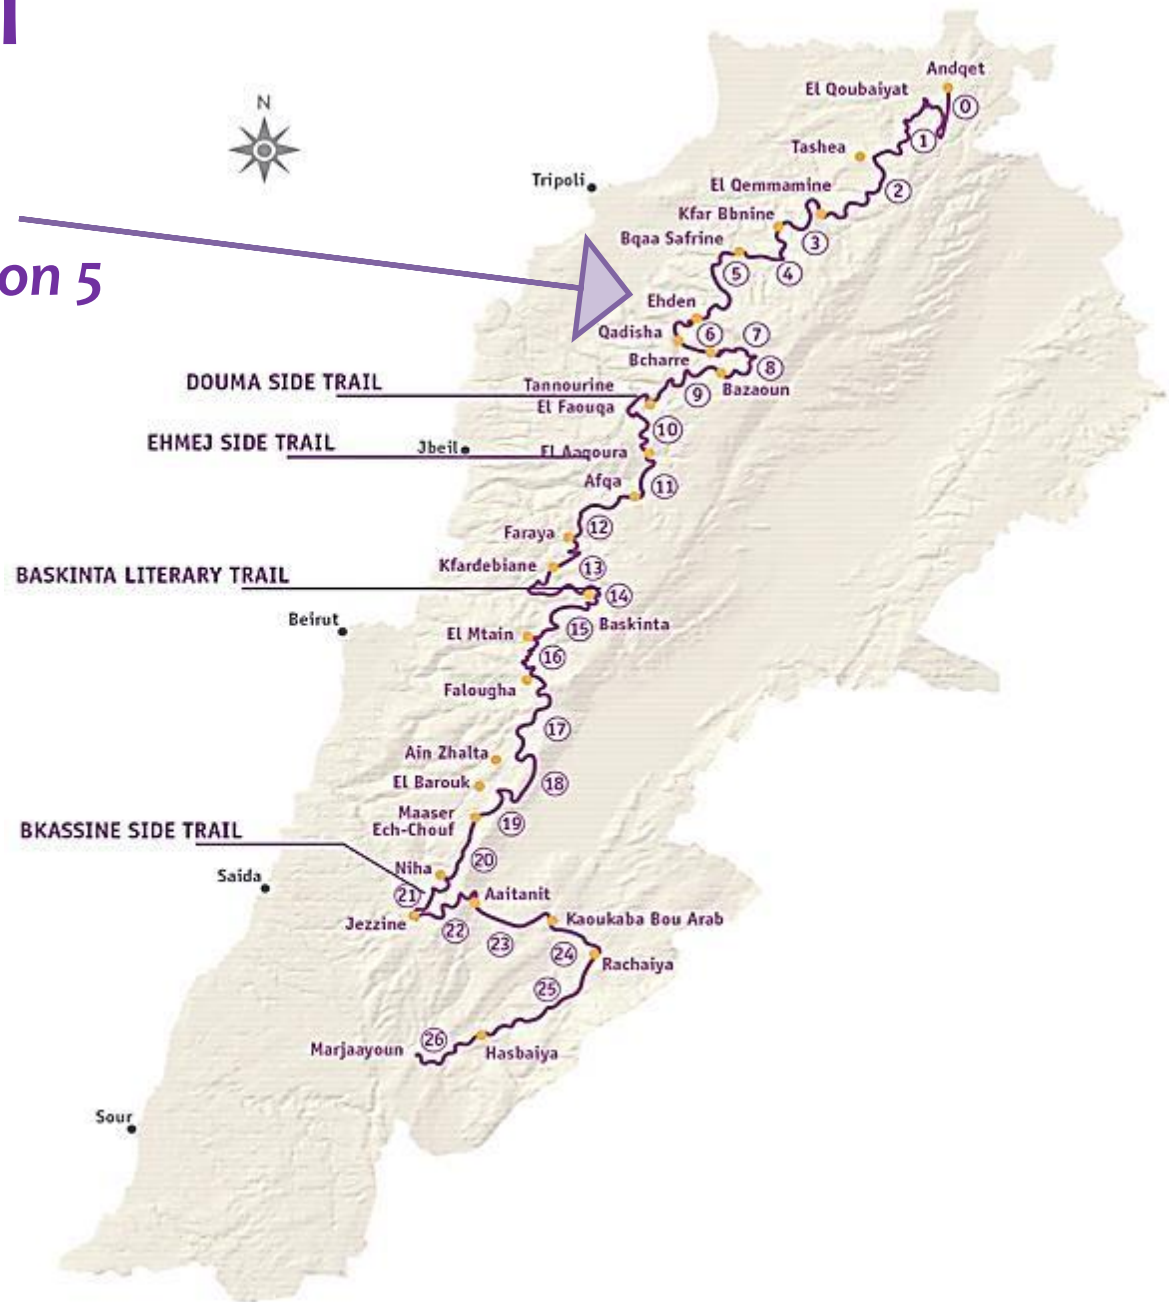 on 5
N
Andqet
El Qoubaiyat
0
1
Tashea
Tripoli
El Qemmamine
2
Kfar Bbnine
3
Bqaa Safrine
5
4
Ehden
Qadisha
6
7
Bcharre
8
DOUMA SIDE TRAIL
Tannourine
El Faouqa
9
Bazaoun
10
EHMEJ SIDE TRAIL
Jbeil
El Aaqoura
Afqa
11
12
Faraya
Kfardebiane
13
BASKINTA LITERARY TRAIL
14
Beirut
15
Baskinta
El Mtain
16
Falougha
17
Ain Zhalta
El Barouk
18
Maaser
Ech-Chouf
19
BKASSINE SIDE TRAIL
20
Niha
Saida
21
Aaitanit
Jezzine
22
Kaoukaba Bou Arab
23
24
Rachaiya
25
26
Marjaayoun
Hasbaiya
Sour